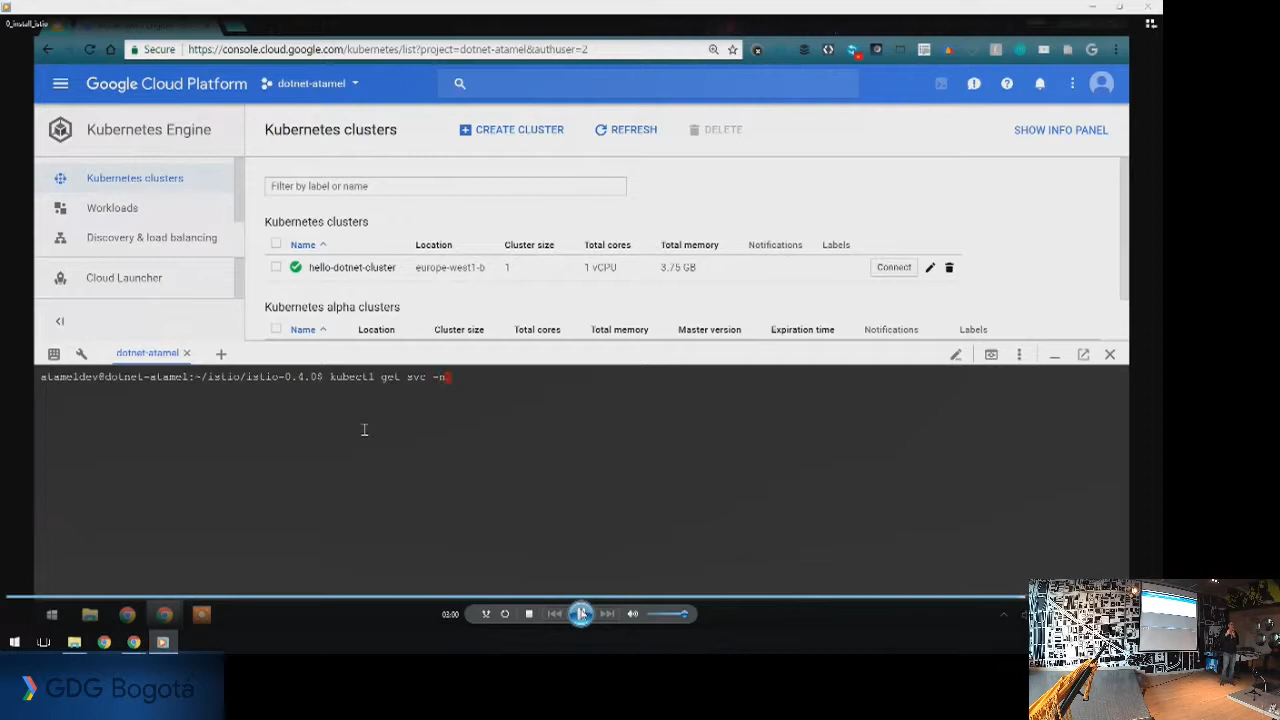 0_install_istio
Secure https://console.cloud.google.com/kubernetes/list?project=dotnet-atamel&authuser=2
Google Cloud Platform dotnet-atamel
Kubernetes Engine
Kubernetes clusters CREATE CLUSTER REFRESH DELETE SHOW INFO PANEL
Kubernetes clusters
Workloads
Discovery & load balancing
Cloud Launcher
Filter by label or name
Kubernetes clusters
Name Location Cluster size Total cores Total memory Notifications Labels
hello-dotnet-cluster europe-west1-b 1 1 vCPU 3.75 GB Connect
Kubernetes alpha clusters
Name Location Cluster size Total cores Total memory Master version Expiration time Notifications Labels
dotnet-atamel
atameldev@dotnet-atamel:~/istio/istio-0.4.0$ kubectl get svc -n
02:00
GDG Bogotá